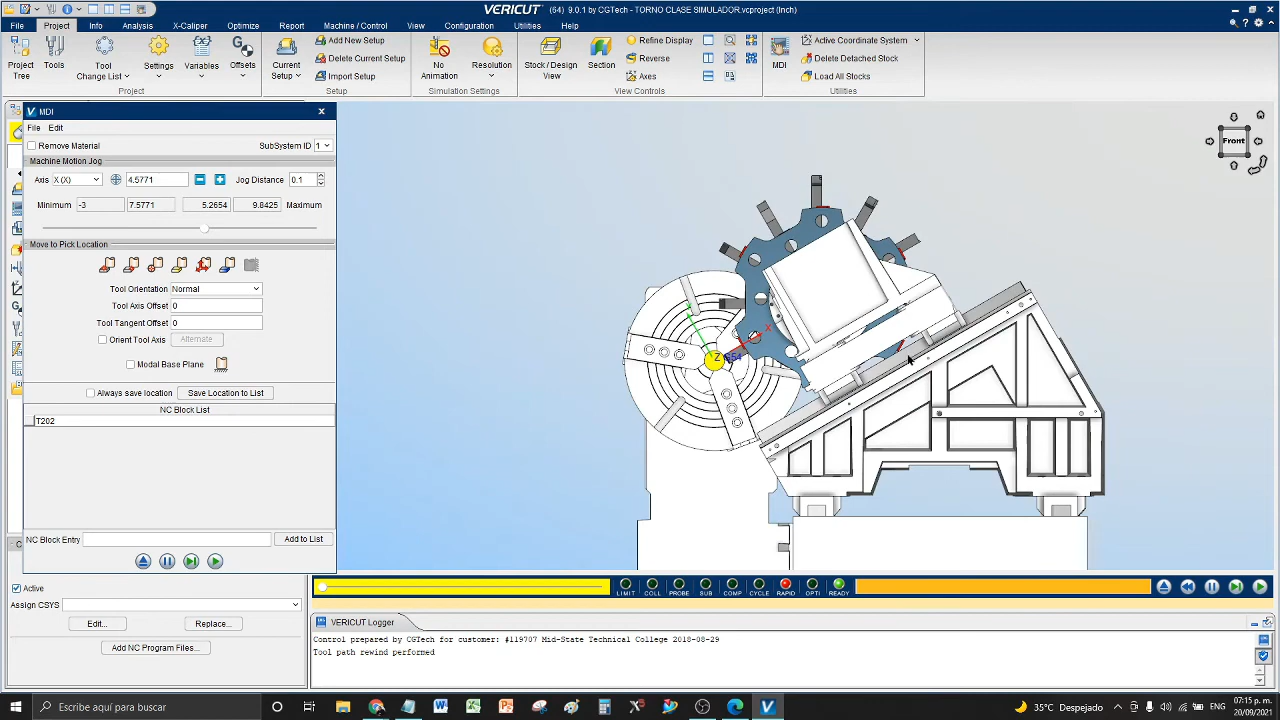 VERICUT (64) 9.0.1 by CGTech - TORNO CLASE SIMULADOR.vcproject (Inch)
File Project Info Analysis X-Caliper Optimize Report Machine / Control View Configuration Utilities Help
Project Tree
Tools
Tool Change List
Settings
Variables
Offsets
Project
Current Setup
Add New Setup
Delete Current Setup
Import Setup
Setup
No Animation
Resolution
Simulation Settings
Stock / Design View
Section
Refine Display
Reverse
Axes
View Controls
MDI
Active Coordinate System
Delete Detached Stock
Load All Stocks
Utilities
MDI
File Edit
Remove Material SubSystem ID 1
Machine Motion Jog
Axis X (X) 4.5771 Jog Distance 0.1
Minimum -3 7.5771 5.2654 9.8425 Maximum
Move to Pick Location
Tool Orientation Normal
Tool Axis Offset 0
Tool Tangent Offset 0
Orient Tool Axis Alternate
Modal Base Plane
Always save location Save Location to List
NC Block List
T202
NC Block Entry Add to List
Active
Assign CSYS
Edit... Replace...
Add NC Program Files...
Front
X
Z G54
LIMIT COLL PROBE SUB COMP CYCLE RAPID OPTI READY
VERICUT Logger
Control prepared by CGTech for customer: #119707 Mid-State Technical College 2018-08-29
Tool path rewind performed
Escribe aquí para buscar
35°C Despejado
ENG
07:15 p.m.
20/09/2021